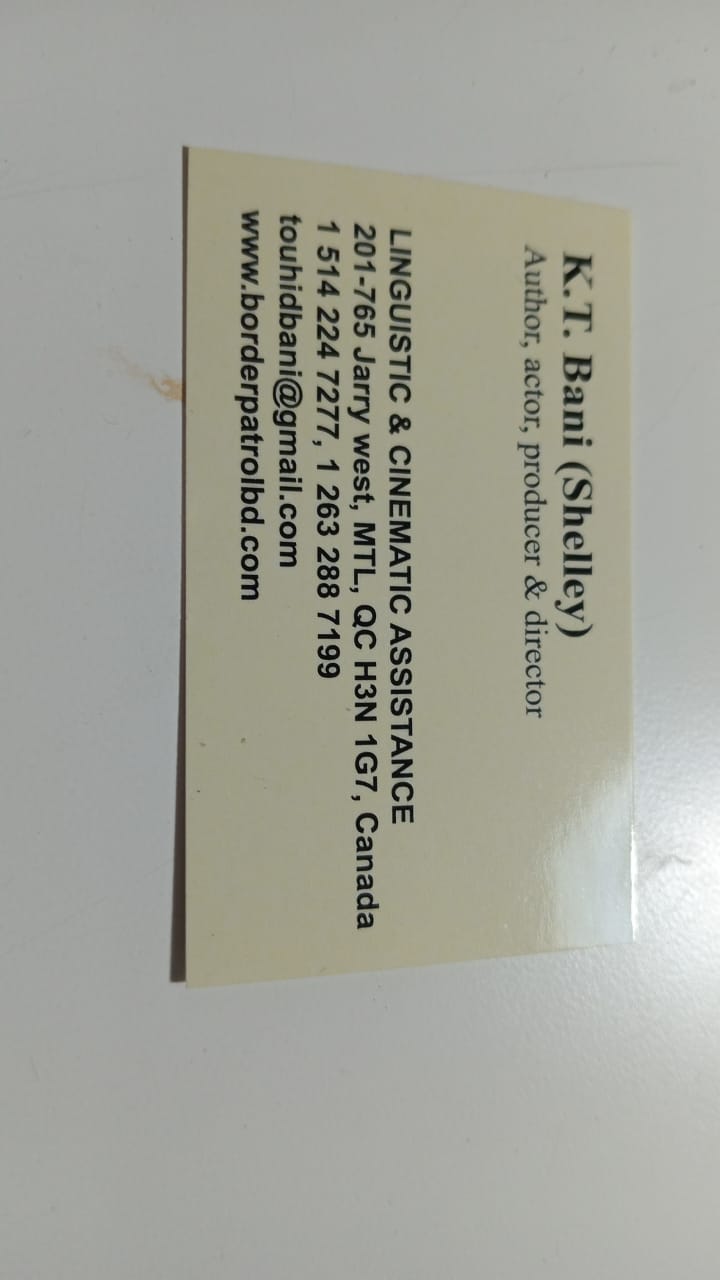 K.T. Bani (Shelley)
Author, actor, producer & director
LINGUISTIC & CINEMATIC ASSISTANCE
201-765 Jarry west, MTL, QC H3N 1G7, Canada
1 514 224 7277, 1 263 288 7199
touhidbani@gmail.com
www.borderpatrolbd.com